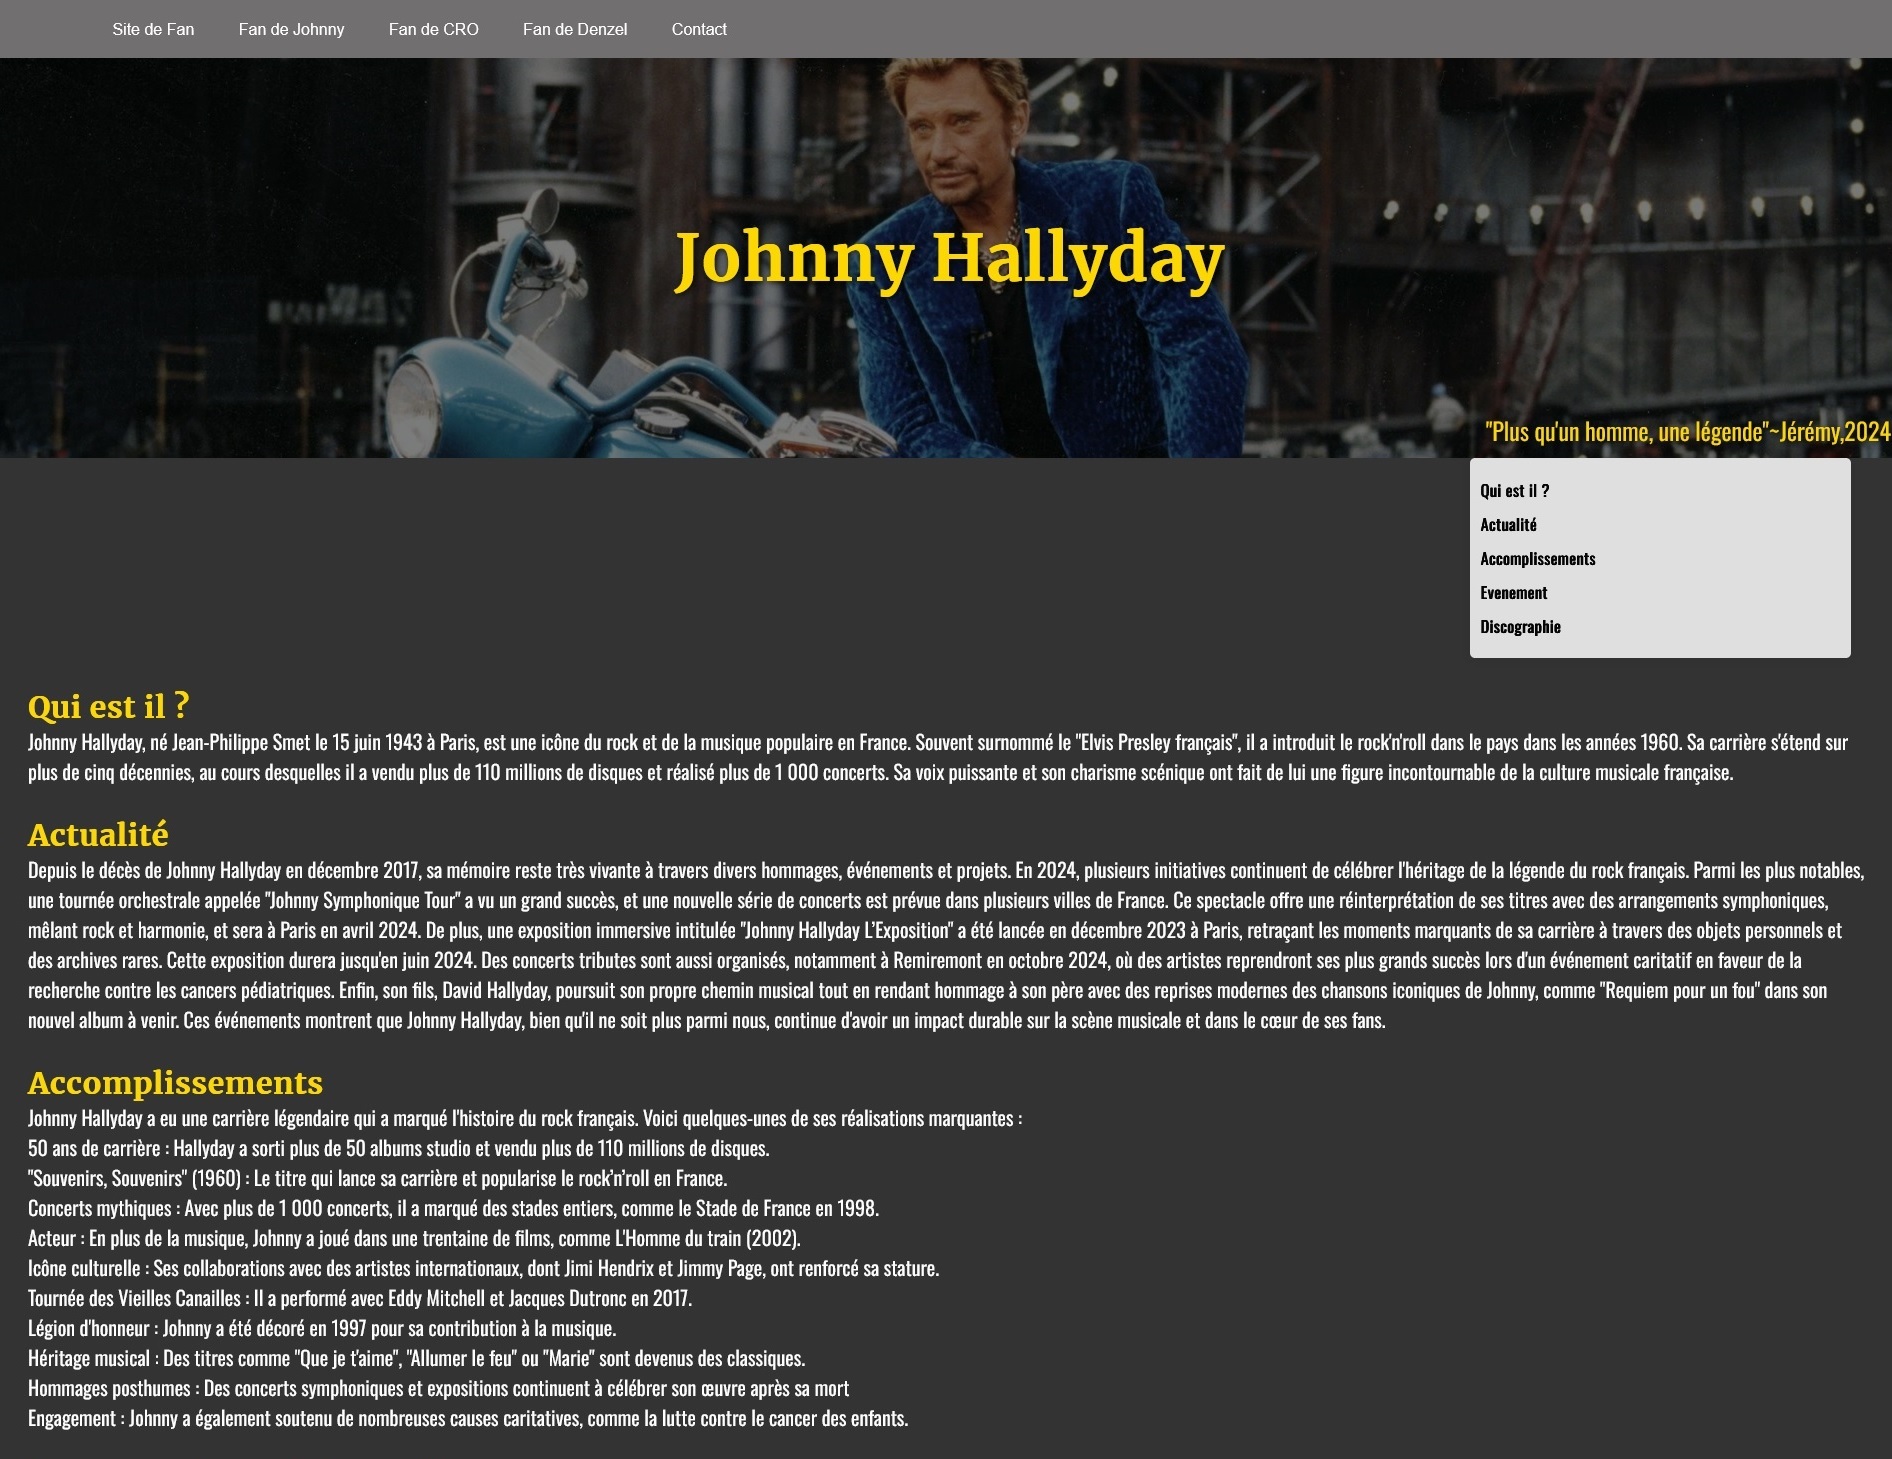 Site de Fan Fan de Johnny Fan de CRO Fan de Denzel Contact
Johnny Hallyday
"Plus qu'un homme, une légende"~Jérémy,2024
Qui est il ?
Actualité
Accomplissements
Evenement
Discographie
Qui est il ?
Johnny Hallyday, né Jean-Philippe Smet le 15 juin 1943 à Paris, est une icône du rock et de la musique populaire en France. Souvent surnommé le "Elvis Presley français", il a introduit le rock'n'roll dans le pays dans les années 1960. Sa carrière s'étend sur
plus de cinq décennies, au cours desquelles il a vendu plus de 110 millions de disques et réalisé plus de 1 000 concerts. Sa voix puissante et son charisme scénique ont fait de lui une figure incontournable de la culture musicale française.
Actualité
Depuis le décès de Johnny Hallyday en décembre 2017, sa mémoire reste très vivante à travers divers hommages, événements et projets. En 2024, plusieurs initiatives continuent de célébrer l'héritage de la légende du rock français. Parmi les plus notables,
une tournée orchestrale appelée "Johnny Symphonique Tour" a vu un grand succès, et une nouvelle série de concerts est prévue dans plusieurs villes de France. Ce spectacle offre une réinterprétation de ses titres avec des arrangements symphoniques,
mêlant rock et harmonie, et sera à Paris en avril 2024. De plus, une exposition immersive intitulée "Johnny Hallyday L’Exposition" a été lancée en décembre 2023 à Paris, retraçant les moments marquants de sa carrière à travers des objets personnels et
des archives rares. Cette exposition durera jusqu'en juin 2024. Des concerts tributes sont aussi organisés, notamment à Remiremont en octobre 2024, où des artistes reprendront ses plus grands succès lors d'un événement caritatif en faveur de la
recherche contre les cancers pédiatriques. Enfin, son fils, David Hallyday, poursuit son propre chemin musical tout en rendant hommage à son père avec des reprises modernes des chansons iconiques de Johnny, comme "Requiem pour un fou" dans son
nouvel album à venir. Ces événements montrent que Johnny Hallyday, bien qu'il ne soit plus parmi nous, continue d'avoir un impact durable sur la scène musicale et dans le cœur de ses fans.
Accomplissements
Johnny Hallyday a eu une carrière légendaire qui a marqué l'histoire du rock français. Voici quelques-unes de ses réalisations marquantes :
50 ans de carrière : Hallyday a sorti plus de 50 albums studio et vendu plus de 110 millions de disques.
"Souvenirs, Souvenirs" (1960) : Le titre qui lance sa carrière et popularise le rock’n’roll en France.
Concerts mythiques : Avec plus de 1 000 concerts, il a marqué des stades entiers, comme le Stade de France en 1998.
Acteur : En plus de la musique, Johnny a joué dans une trentaine de films, comme L'Homme du train (2002).
Icône culturelle : Ses collaborations avec des artistes internationaux, dont Jimi Hendrix et Jimmy Page, ont renforcé sa stature.
Tournée des Vieilles Canailles : Il a performé avec Eddy Mitchell et Jacques Dutronc en 2017.
Légion d'honneur : Johnny a été décoré en 1997 pour sa contribution à la musique.
Héritage musical : Des titres comme "Que je t'aime", "Allumer le feu" ou "Marie" sont devenus des classiques.
Hommages posthumes : Des concerts symphoniques et expositions continuent à célébrer son œuvre après sa mort
Engagement : Johnny a également soutenu de nombreuses causes caritatives, comme la lutte contre le cancer des enfants.